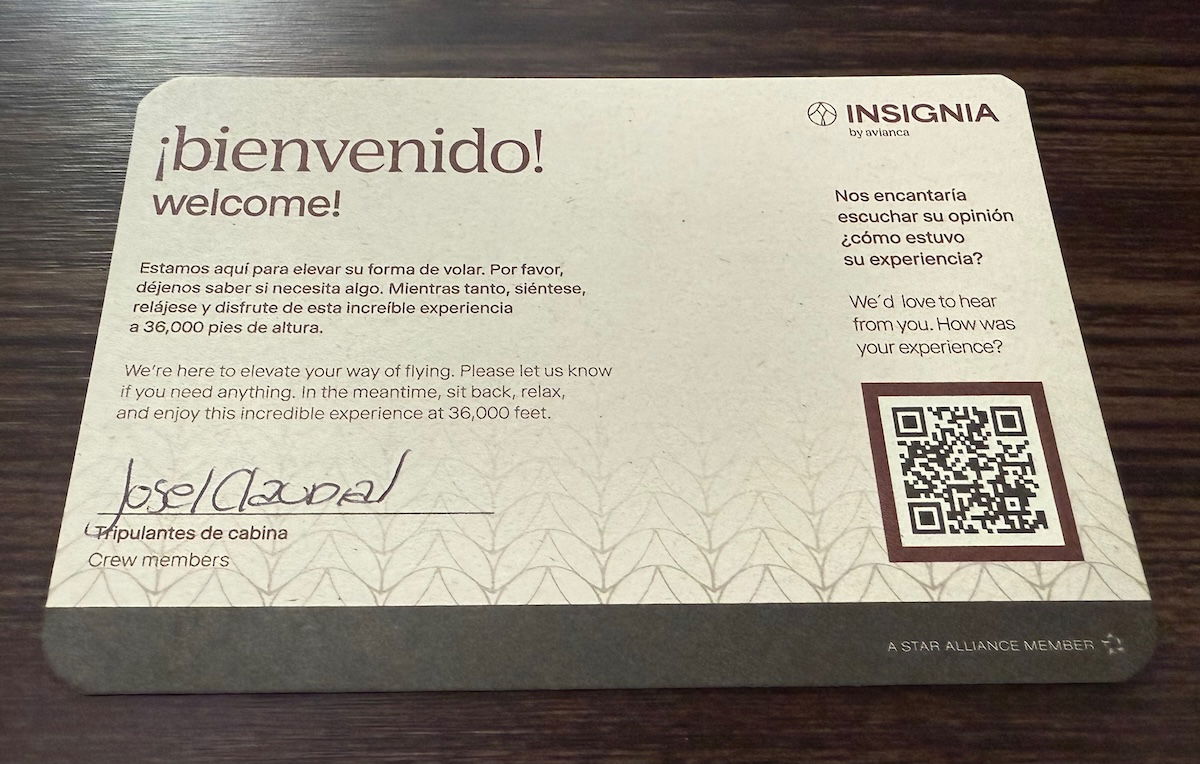 ¡bienvenido!
welcome!
Estamos aquí para elevar su forma de volar. Por favor,
déjenos saber si necesita algo. Mientras tanto, siéntese,
relájese y disfrute de esta increíble experiencia
a 36,000 pies de altura.
We're here to elevate your way of flying. Please let us know
if you need anything. In the meantime, sit back, relax,
and enjoy this incredible experience at 36,000 feet.
Tripulantes de cabina
Crew members
INSIGNIA
by avianca
Nos encantaría
escuchar su opinión
¿cómo estuvo
su experiencia?
We'd love to hear
from you. How was
your experience?
A STAR ALLIANCE MEMBER